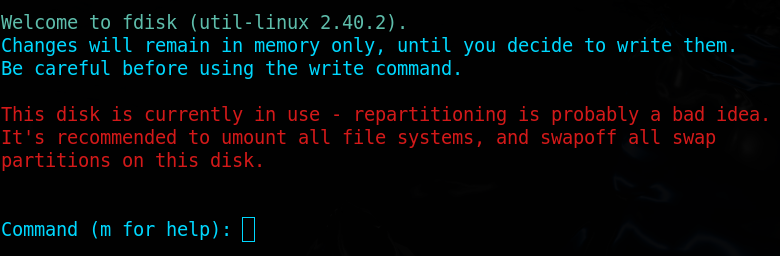 Welcome to fdisk (util-linux 2.40.2).
Changes will remain in memory only, until you decide to write them.
Be careful before using the write command.
This disk is currently in use - repartitioning is probably a bad idea.
It's recommended to umount all file systems, and swapoff all swap
partitions on this disk.
Command (m for help):